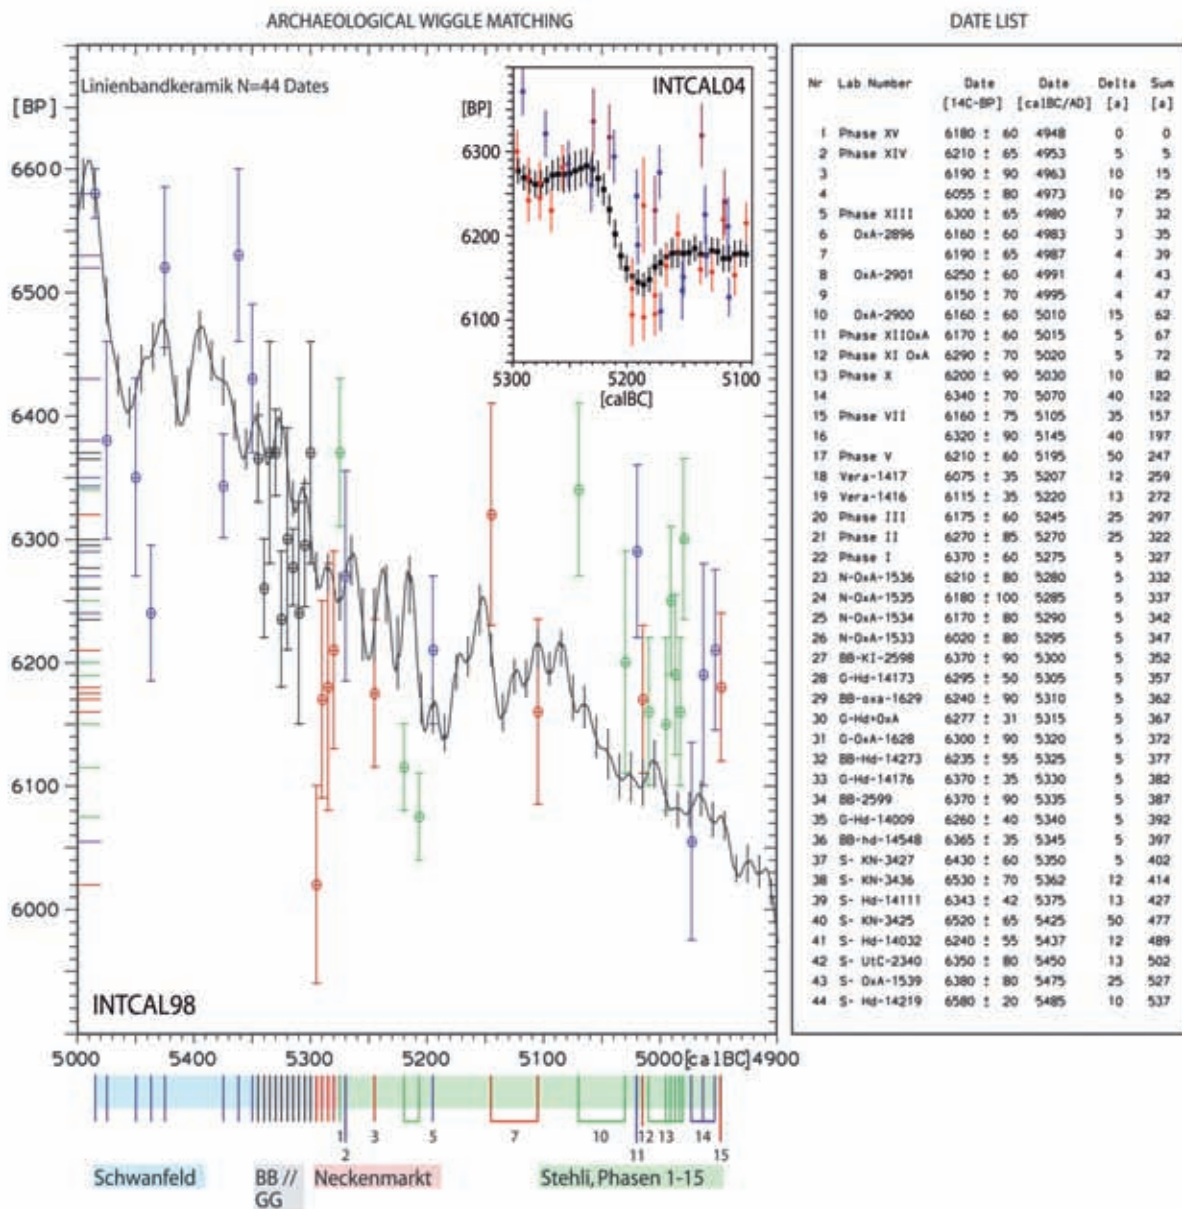 ARCHAEOLOGICAL WIGGLE MATCHING
DATE LIST
Linienbandkeramik N=44 Dates
[BP]
6600
6500
6400
6300
6200
6100
6000
INTCAL98
5000 5400 5300 5200 5100 5000 [calBC] 4900
INTCAL04
[BP]
6300
6200
6100
5300 5200 5100
[calBC]
1 2 3 5 7 10 11 12 13 14 15
Schwanfeld
BB //
GG
Neckenmarkt
Stehli, Phasen 1-15
Nr Lab Number Date Date Delta Sum
[14C-BP] [calBC/AD] [a] [a]
1 Phase XV 6180 ± 60 4948 0 0
2 Phase XIV 6210 ± 65 4953 5 5
3 6190 ± 90 4963 10 15
4 6055 ± 80 4973 10 25
5 Phase XIII 6300 ± 65 4980 7 32
6 OxA-2896 6160 ± 60 4983 3 35
7 6190 ± 65 4987 4 39
8 OxA-2901 6250 ± 60 4991 4 43
9 6150 ± 70 4995 4 47
10 OxA-2900 6160 ± 60 5010 15 62
11 Phase XIIOxA 6170 ± 60 5015 5 67
12 Phase XI OxA 6290 ± 70 5020 5 72
13 Phase X 6200 ± 90 5030 10 82
14 6340 ± 70 5070 40 122
15 Phase VII 6160 ± 75 5105 35 157
16 6320 ± 90 5145 40 197
17 Phase V 6210 ± 60 5195 50 247
18 Vera-1417 6075 ± 35 5207 12 259
19 Vera-1416 6115 ± 35 5220 13 272
20 Phase III 6175 ± 60 5245 25 297
21 Phase II 6270 ± 85 5270 25 322
22 Phase I 6370 ± 60 5275 5 327
23 N-OxA-1536 6210 ± 80 5280 5 332
24 N-OxA-1535 6180 ± 100 5285 5 337
25 N-OxA-1534 6170 ± 80 5290 5 342
26 N-OxA-1533 6020 ± 80 5295 5 347
27 BB-KI-2598 6370 ± 90 5300 5 352
28 G-Hd-14173 6295 ± 50 5305 5 357
29 BB-oxa-1629 6240 ± 90 5310 5 362
30 G-Hd+OxA 6277 ± 31 5315 5 367
31 G-OxA-1628 6300 ± 90 5320 5 372
32 BB-Hd-14273 6235 ± 55 5325 5 377
33 G-Hd-14176 6370 ± 35 5330 5 382
34 BB-2599 6370 ± 90 5335 5 387
35 G-Hd-14009 6260 ± 40 5340 5 392
36 BB-hd-14548 6365 ± 35 5345 5 397
37 S- KN-3427 6430 ± 60 5350 5 402
38 S- KN-3436 6530 ± 70 5362 12 414
39 S- Hd-14111 6343 ± 42 5375 13 427
40 S- KN-3425 6520 ± 65 5425 50 477
41 S- Hd-14032 6240 ± 55 5437 12 489
42 S- UtC-2340 6350 ± 80 5450 13 502
43 S- OxA-1539 6380 ± 80 5475 25 527
44 S- Hd-14219 6580 ± 20 5485 10 537